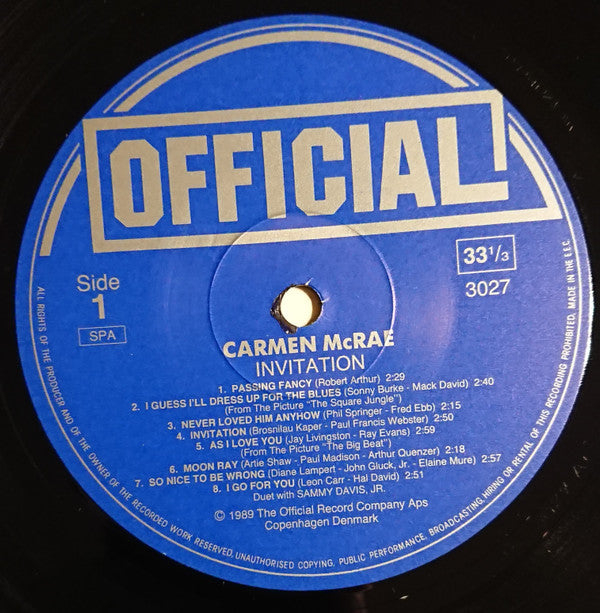 OFFICIAL
Side
1
SPA
33 1/3
3027
CARMEN McRAE
INVITATION
1. PASSING FANCY (Robert Arthur) 2:29
2. I GUESS I'LL DRESS UP FOR THE BLUES (Sonny Burke - Mack David) 2:40
(From The Picture "The Square Jungle")
3. NEVER LOVED HIM ANYHOW (Phil Springer - Fred Ebb) 2:15
4. INVITATION (Brosnilau Kaper - Paul Francis Webster) 2:50
5. AS I LOVE YOU (Jay Livingston - Ray Evans) 2:59
(From The Picture "The Big Beat")
6. MOON RAY (Artie Shaw - Paul Madison - Arthur Quenzer) 2:18
7. SO NICE TO BE WRONG (Diane Lampert - John Gluck, Jr. - Elaine Mure) 2:57
8. I GO FOR YOU (Leon Carr - Hal David) 2:51
Duet with SAMMY DAVIS, JR.
© 1989 The Official Record Company Aps
Copenhagen Denmark
ALL RIGHTS OF THE PRODUCER AND OF THE OWNER OF THE RECORDED WORK RESERVED, UNAUTHORISED COPYING, PUBLIC PERFORMANCE, BROADCASTING, HIRING OR RENTAL OF THIS RECORDING PROHIBITED. MADE IN THE E.E.C.